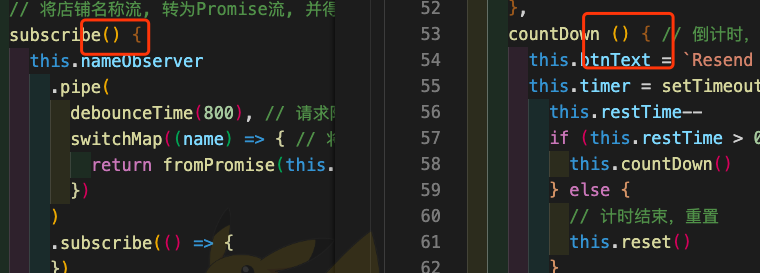 // 将店铺名称流, 转为Promise流, 并得
subscribe() {
this.nameObserver
.pipe(
debounceTime(800), // 请求
switchMap((name) => { // 将
return fromPromise(this.
})
)
.subscribe(() => {
})
52 },
53 countDown () { // 倒计时,
54 this.btnText = `Resend
55 this.timer = setTimeout
56 this.restTime--
57 if (this.restTime > 0
58 this.countDown()
59 } else {
60 // 计时结束, 重置
61 this.reset()
62 }